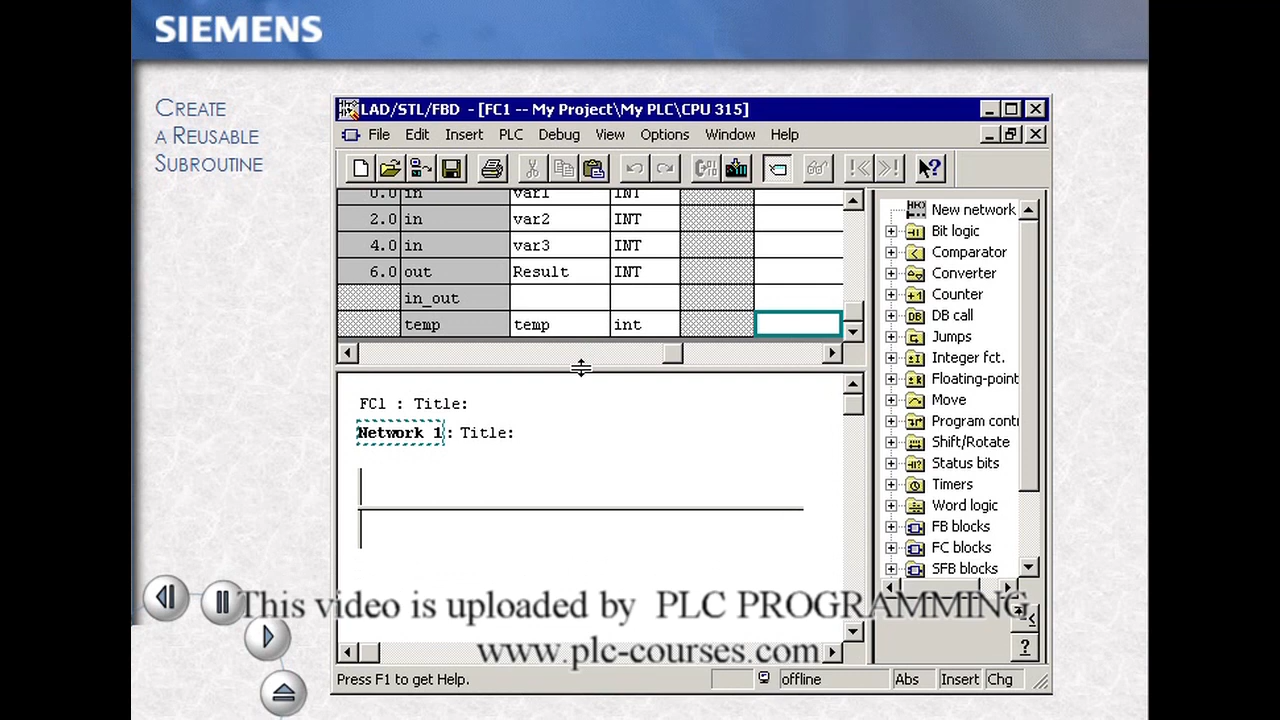 SIEMENS
CREATE
A REUSABLE
SUBROUTINE
LAD/STL/FBD - [FC1 -- My Project\My PLC\CPU 315]
File Edit Insert PLC Debug View Options Window Help
0.0 in var1 INT
2.0 in var2 INT
4.0 in var3 INT
6.0 out Result INT
in_out
temp temp int
New network
Bit logic
Comparator
Converter
Counter
DB call
Jumps
Integer fct.
Floating-point
Move
Program cont
Shift/Rotate
Status bits
Timers
Word logic
FB blocks
FC blocks
SFB blocks
FC1 : Title:
Network 1: Title:
This video is uploaded by PLC PROGRAMMING
www.plc-courses.com
Press F1 to get Help. offline Abs Insert Chg